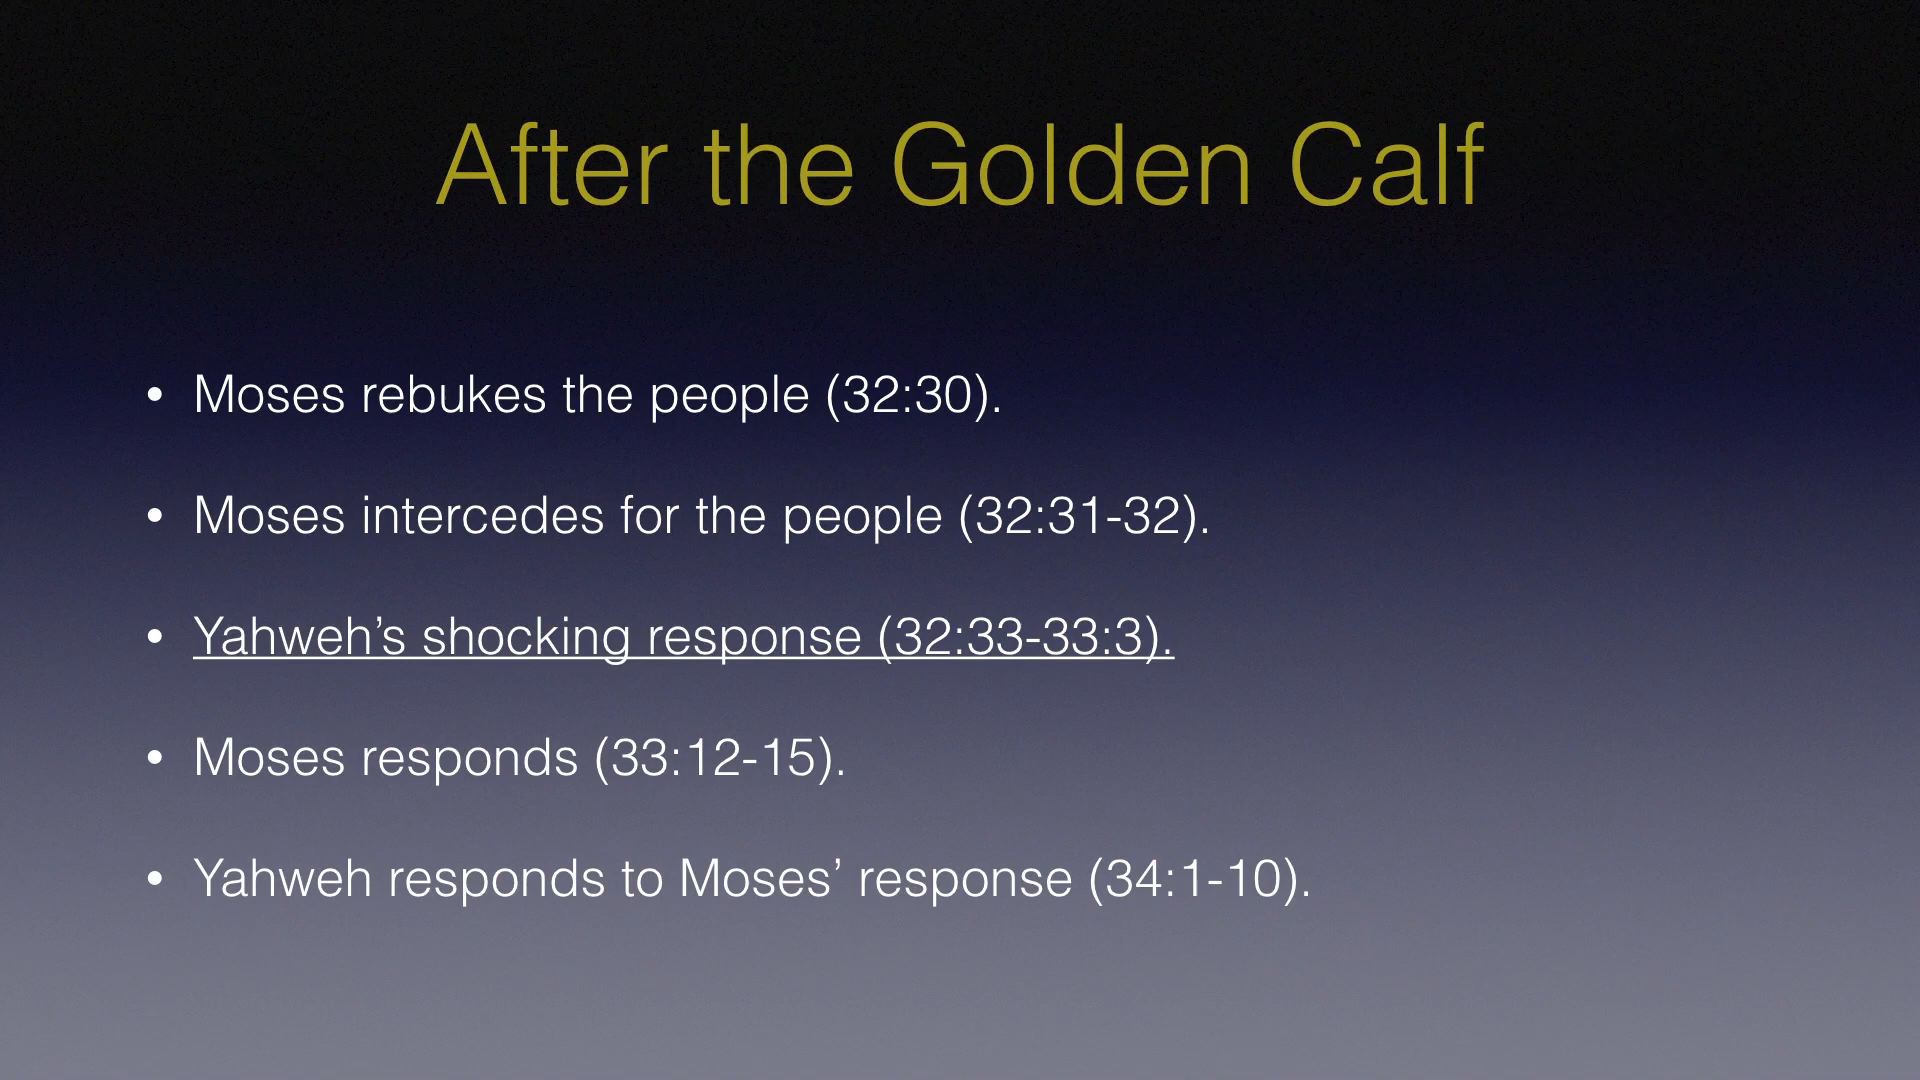 After the Golden Calf
• Moses rebukes the people (32:30).
• Moses intercedes for the people (32:31-32).
• Yahweh’s shocking response (32:33-33:3).
• Moses responds (33:12-15).
• Yahweh responds to Moses’ response (34:1-10).